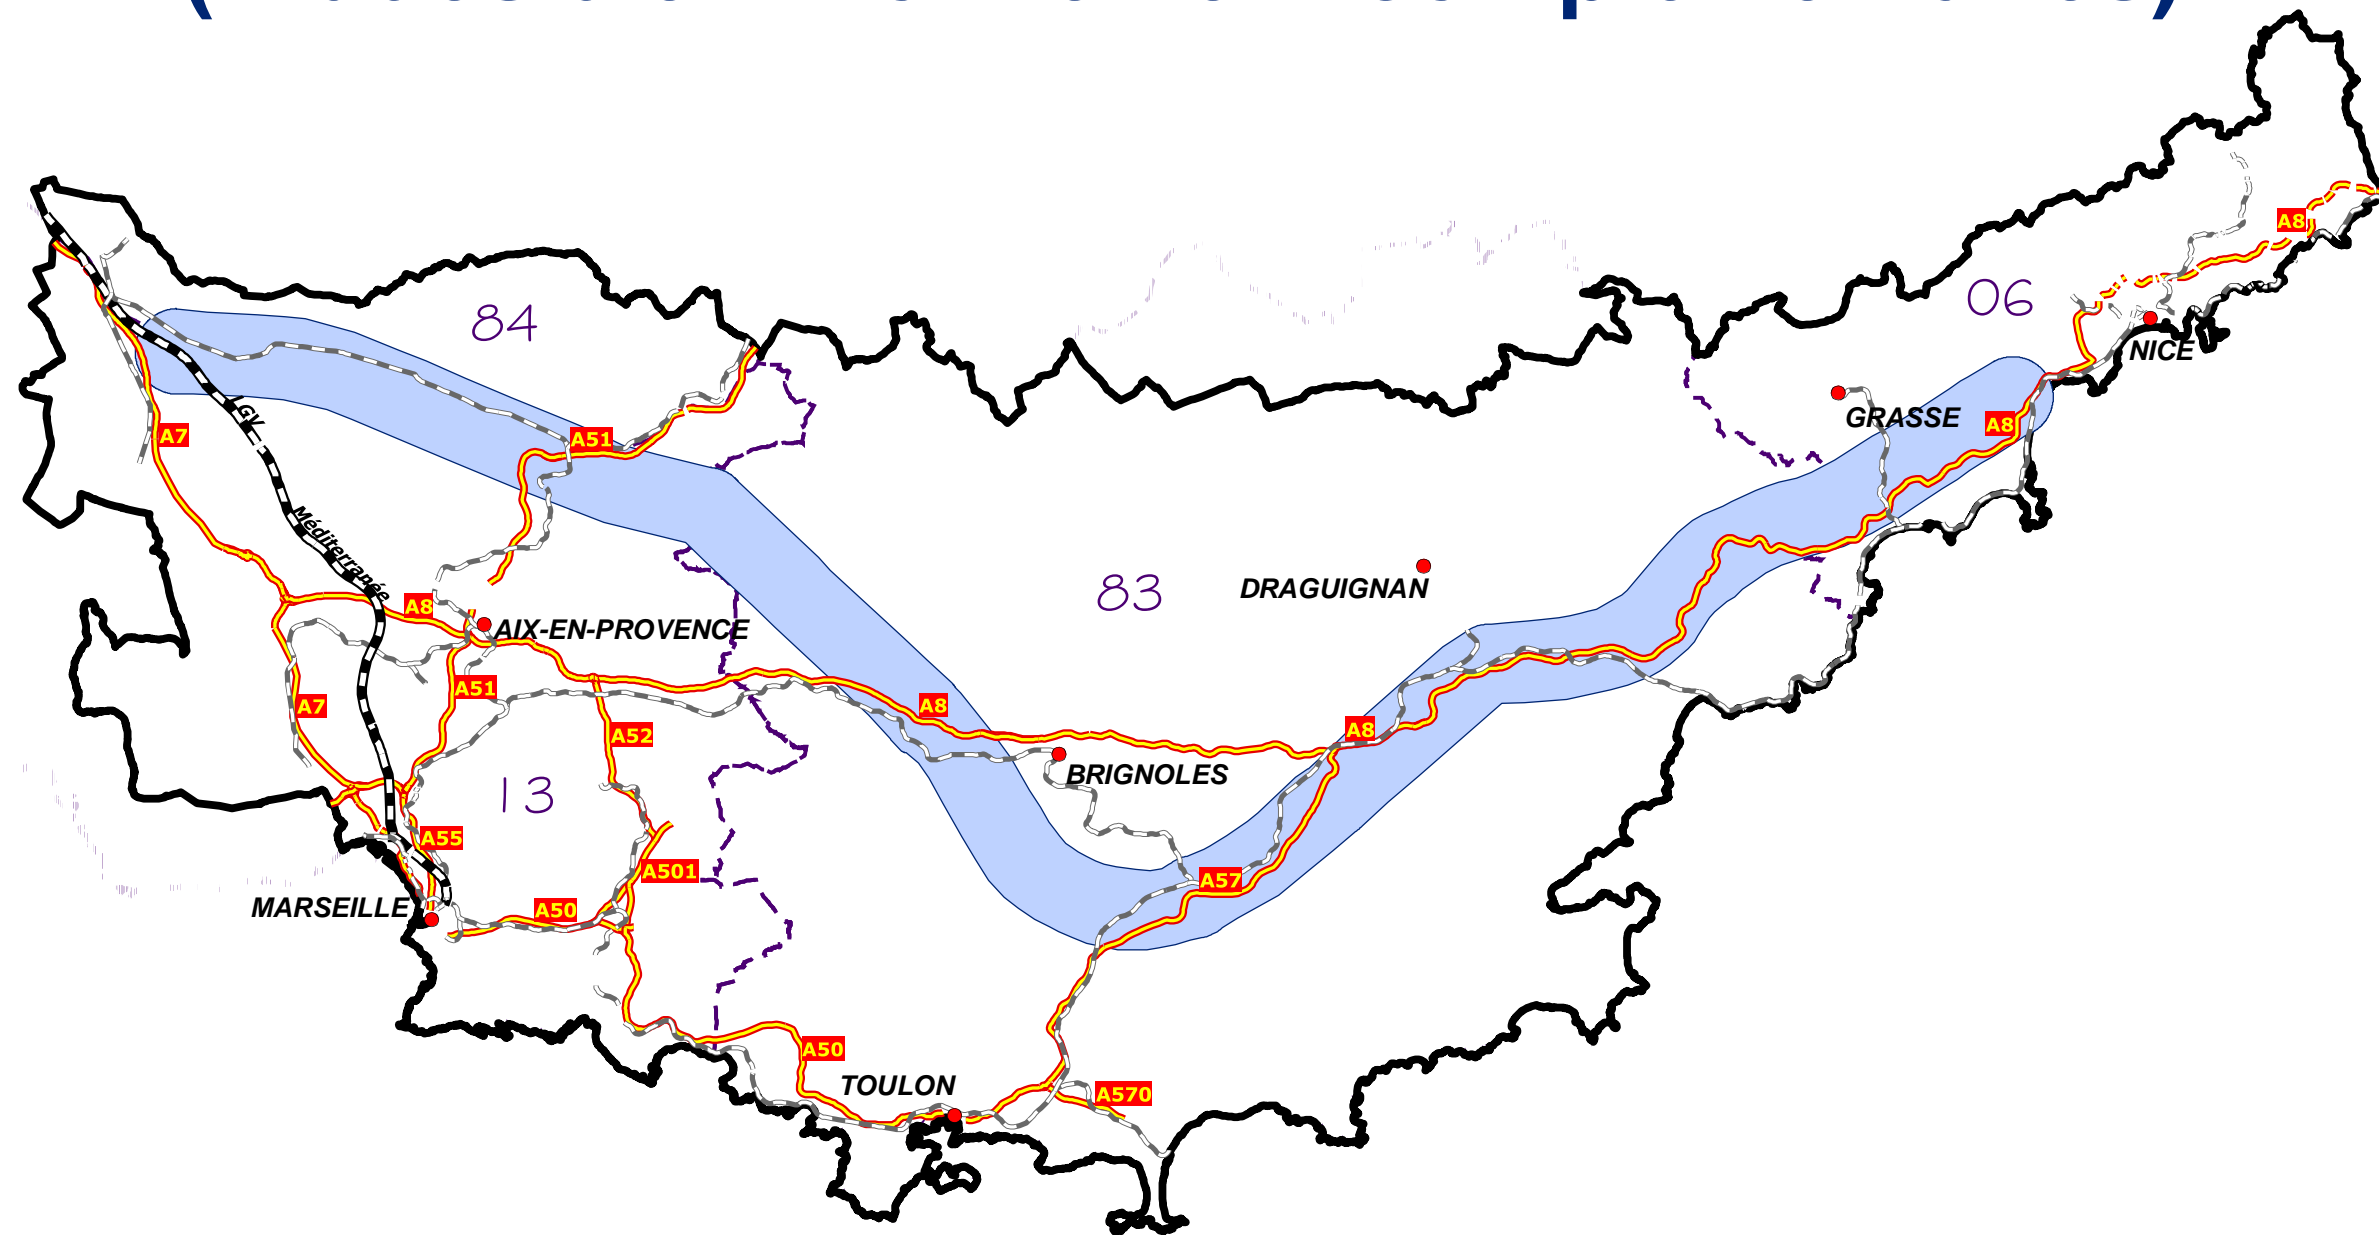 84
06
A8
NICE
GRASSE
A8
A7
LGV
A51
Méditerranée
83
DRAGUIGNAN
A8
AIX-EN-PROVENCE
A51
A7
A8
A52
A8
BRIGNOLES
13
A55
A501
A57
MARSEILLE
A50
A50
TOULON
A570